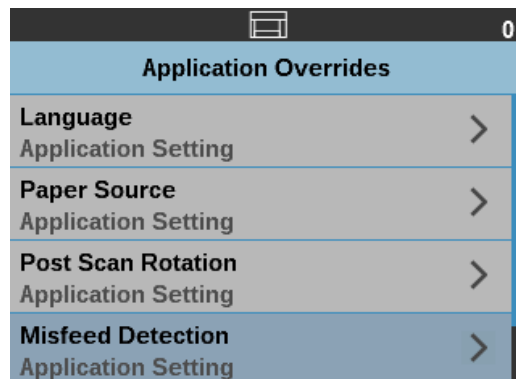 0
Application Overrides
Language
Application Setting
Paper Source
Application Setting
Post Scan Rotation
Application Setting
Misfeed Detection
Application Setting